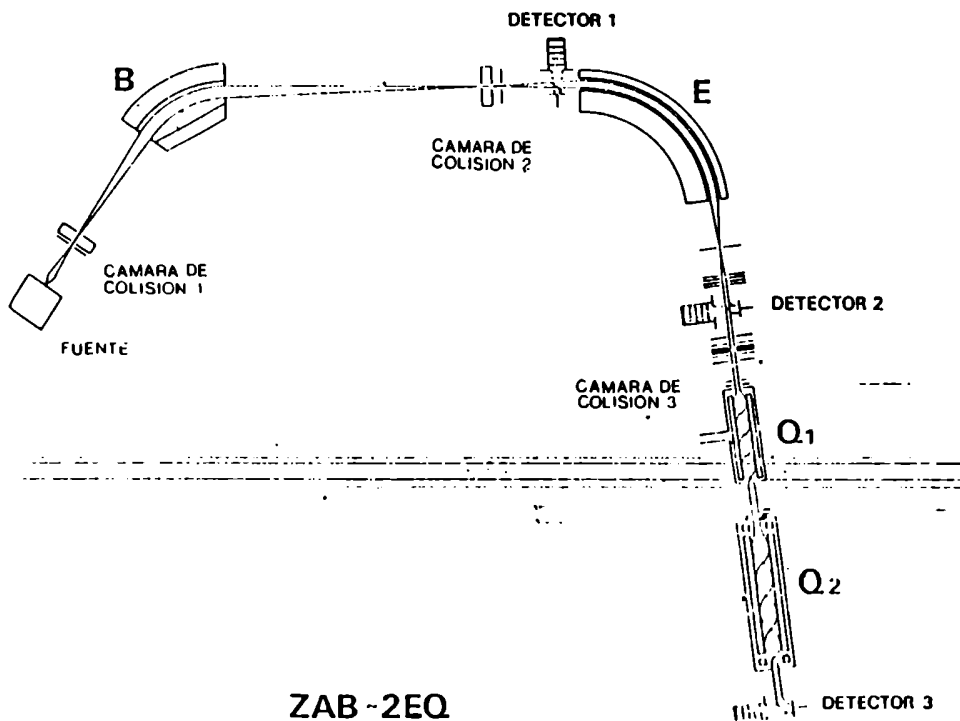 DETECTOR 1
B
E
CAMARA DE
COLISION 2
CAMARA DE
COLISION 1
FUENTE
DETECTOR 2
CAMARA DE
COLISION 3
Q1
Q2
ZAB-2EQ
DETECTOR 3